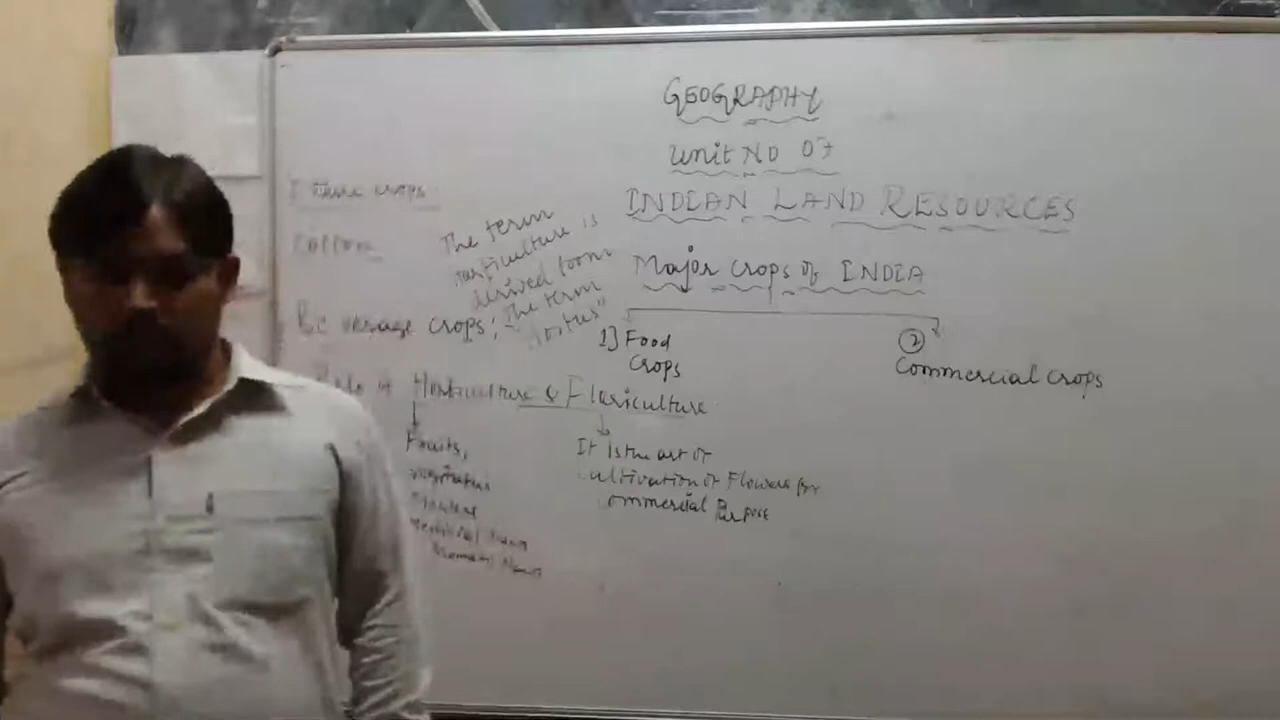 GEOGRAPHY
Unit NO 07
INDIAN LAND RESOURCES
Major crops of INDIA
1] Food
crops
②
Commercial crops
crops
The term
horticulture is
derived from
The term
Beverage crops;
Horticulture & Floriculture
Fruits,
vegetables
It is the art of
cultivation of Flowers for
commercial Purpose